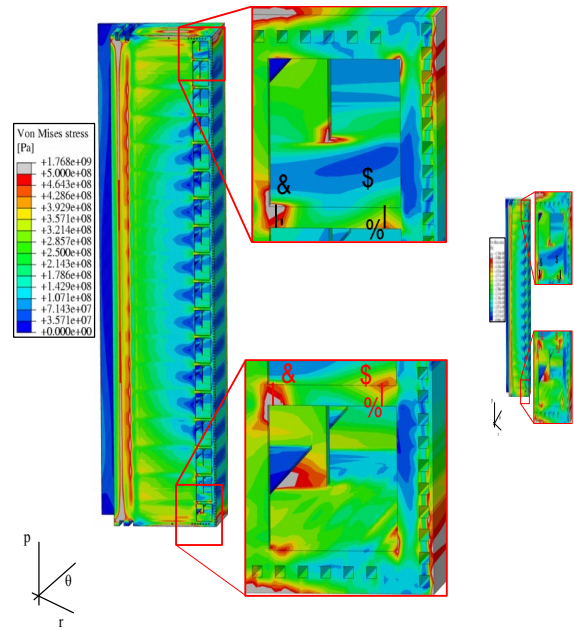 Von Mises stress
[Pa]
+1.768e+09
+5.000e+08
+4.643e+08
+4.286e+08
+3.929e+08
+3.571e+08
+3.214e+08
+2.857e+08
+2.500e+08
+2.143e+08
+1.786e+08
+1.429e+08
+1.071e+08
+7.143e+07
+3.571e+07
+0.000e+00
& $
%
& $
%
p
θ
r